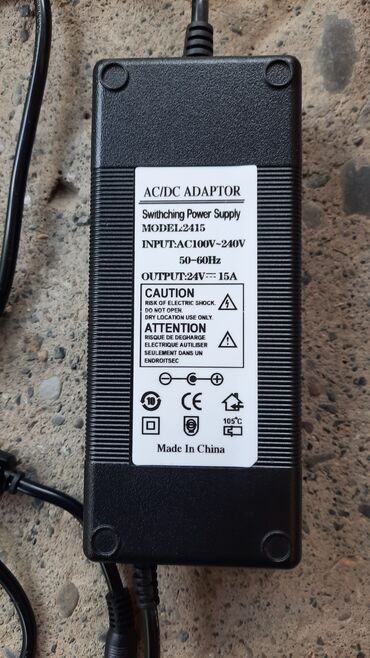 AC/DC ADAPTOR
Swithching Power Supply
MODEL:2415
INPUT:AC100V~240V
50-60Hz
OUTPUT:24V⎓15A
CAUTION
RISK OF ELECTRIC SHOCK.
DO NOT OPEN.
DRY LOCATION USE ONLY.
ATTENTION
RISQUE DE DEGHARGE
ELECTRIQUE AUTILISER
SEULEMENT DANS UN
ENDROITSEC
10
CE
105℃
Made In China